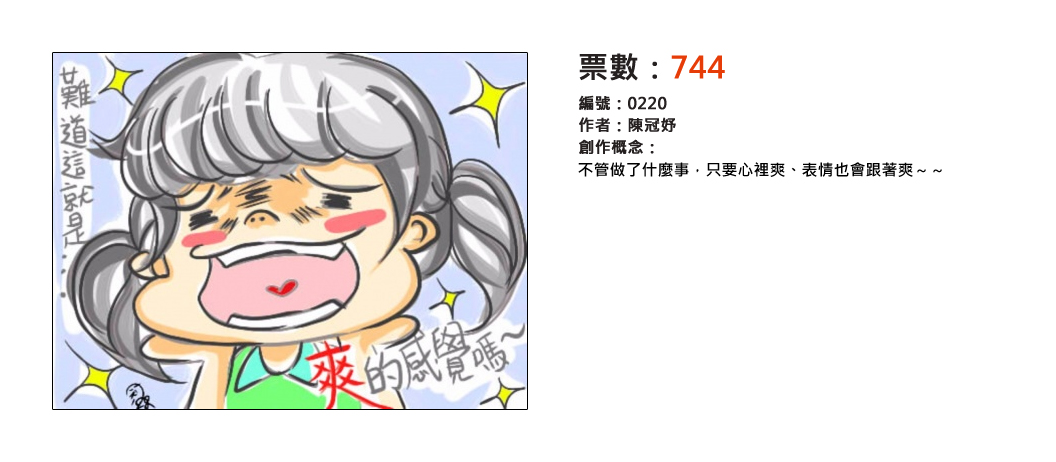 難道這就是...
爽的感覺嗎~
票數：744
編號：0220
作者：陳冠妤
創作概念：
不管做了什麼事，只要心裡爽、表情也會跟著爽～～